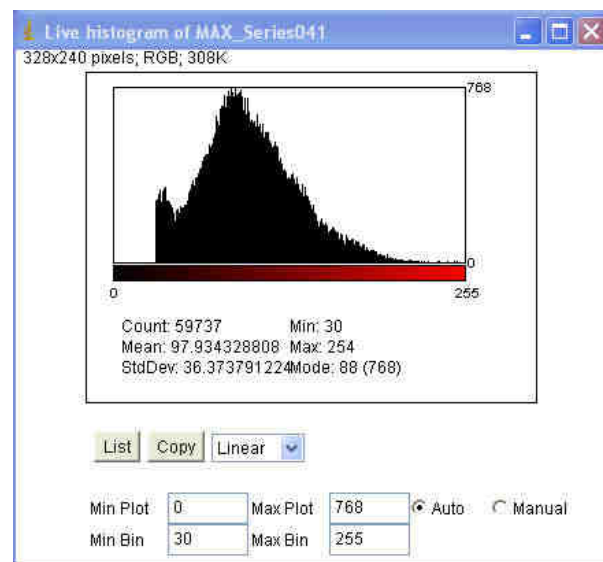 Live histogram of MAX_Series041
328x240 pixels; RGB; 308K
768
0
0 255
Count: 59737 Min: 30
Mean: 97.934328808 Max: 254
StdDev: 36.373791224 Mode: 88 (768)
List Copy Linear
Min Plot 0 Max Plot 768 Auto Manual
Min Bin 30 Max Bin 255